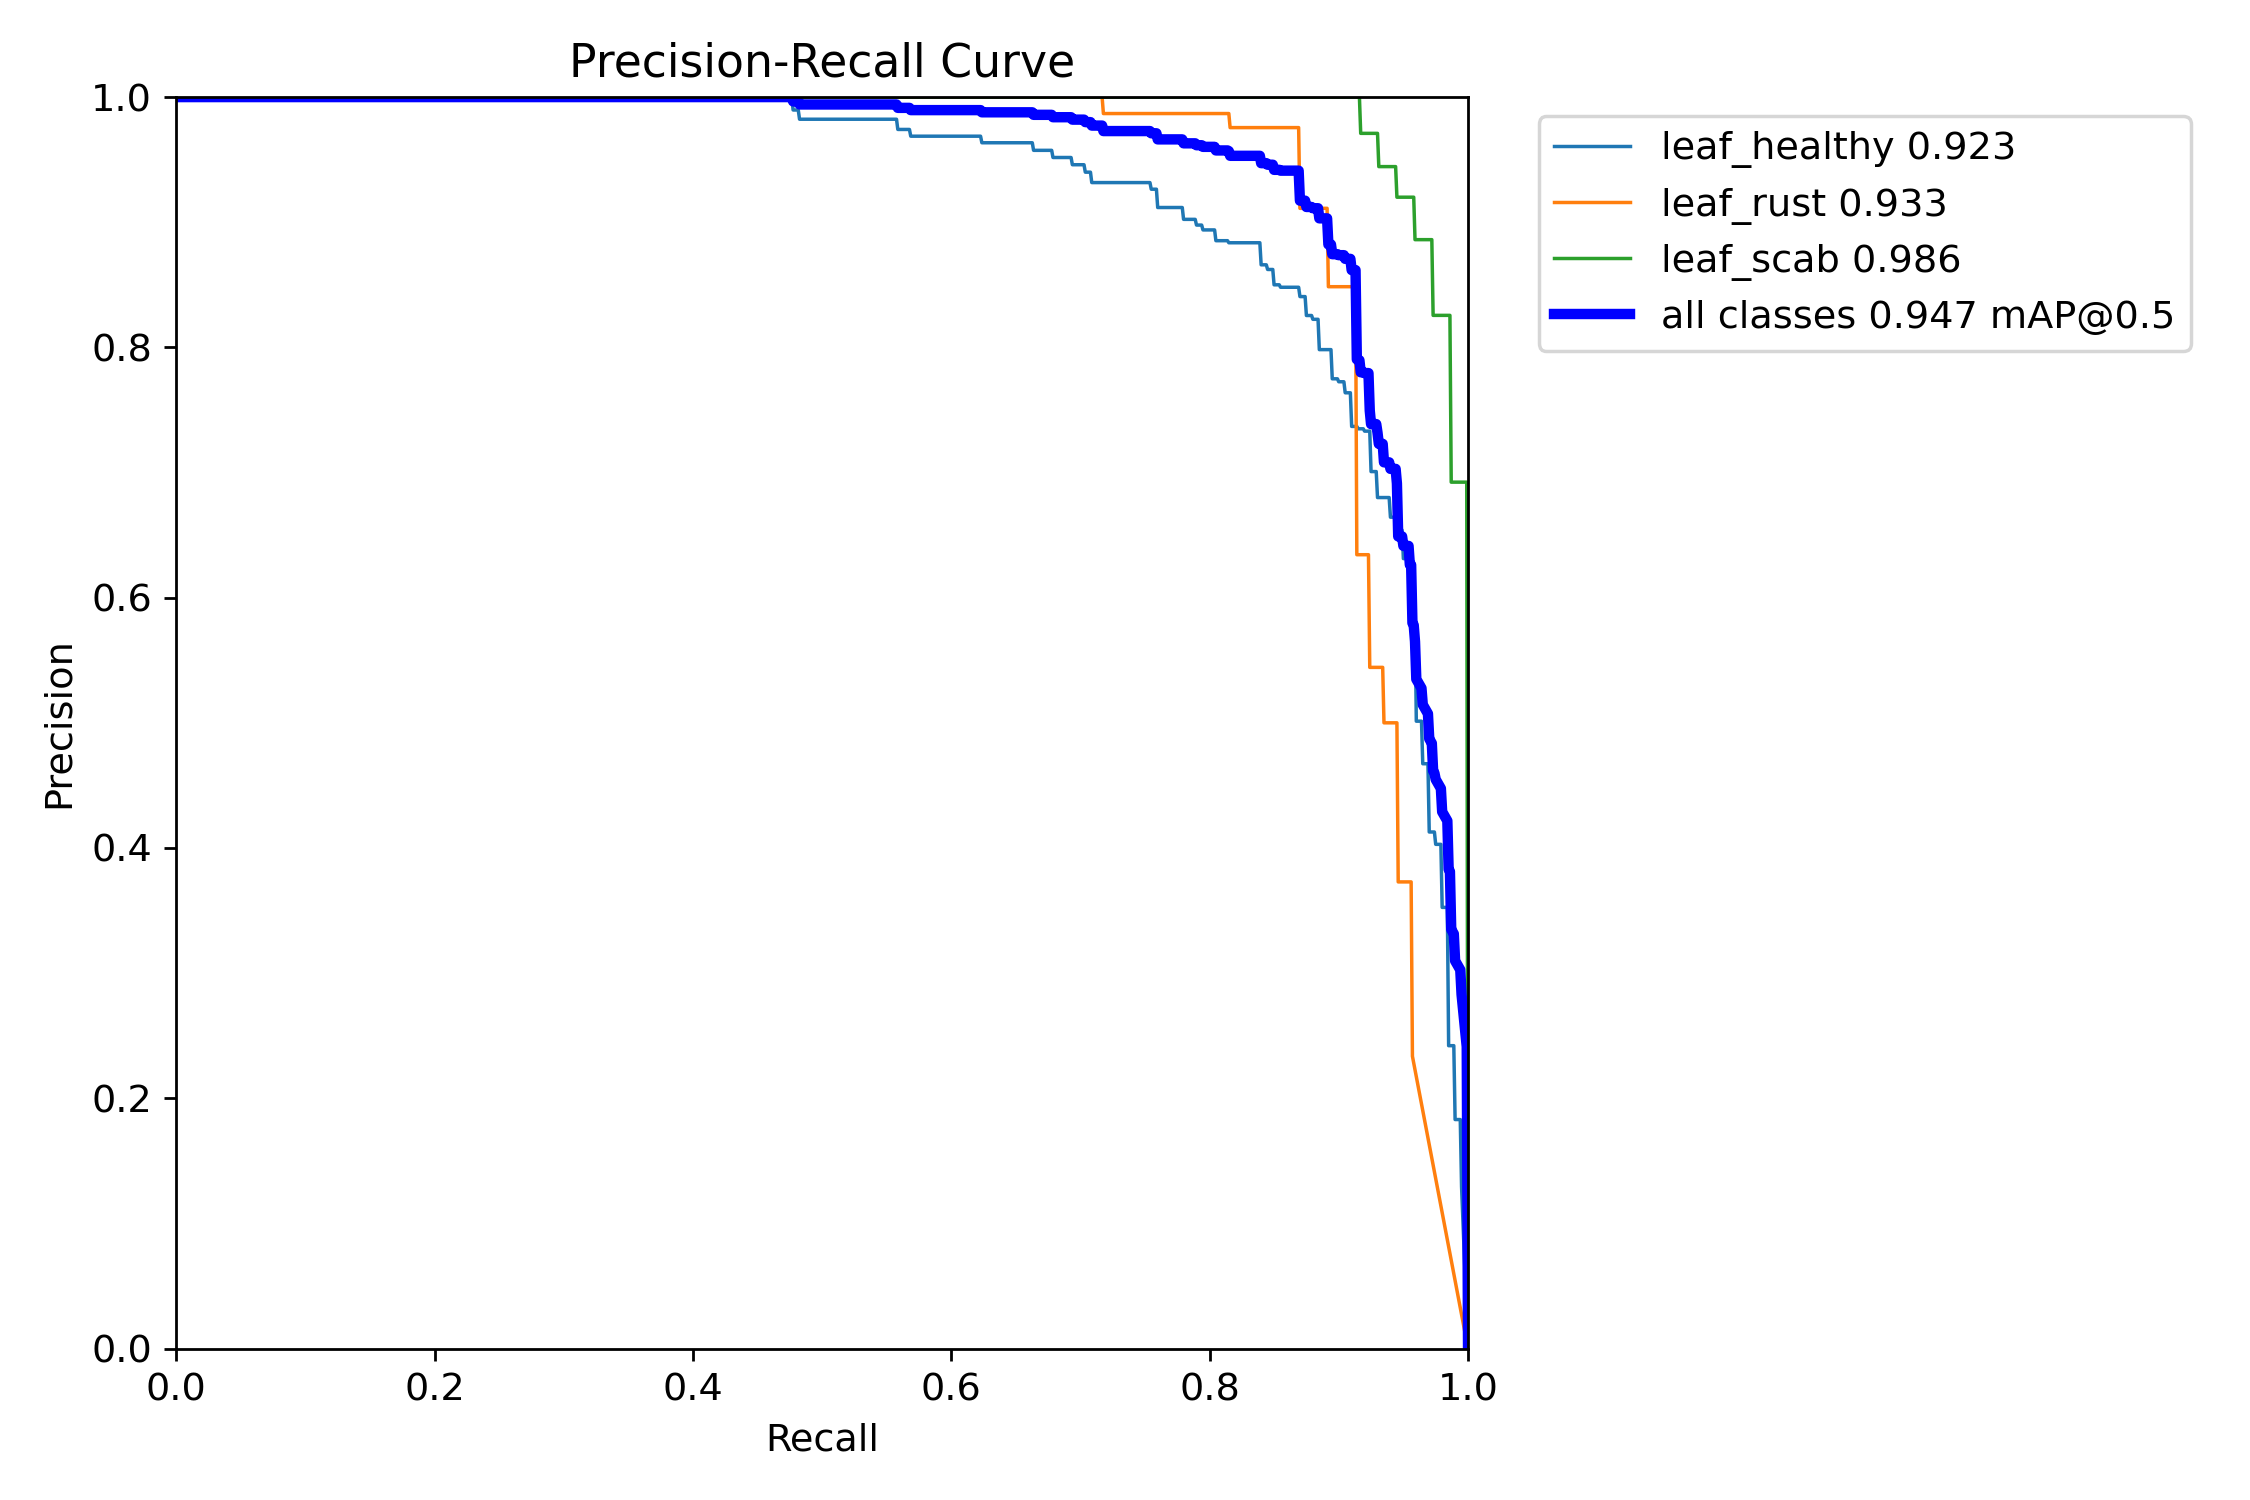 Precision-Recall Curve
1.0
0.8
0.6
0.4
0.2
0.0
Precision
0.0 0.2 0.4 0.6 0.8 1.0
Recall
leaf_healthy 0.923
leaf_rust 0.933
leaf_scab 0.986
all classes 0.947 mAP@0.5